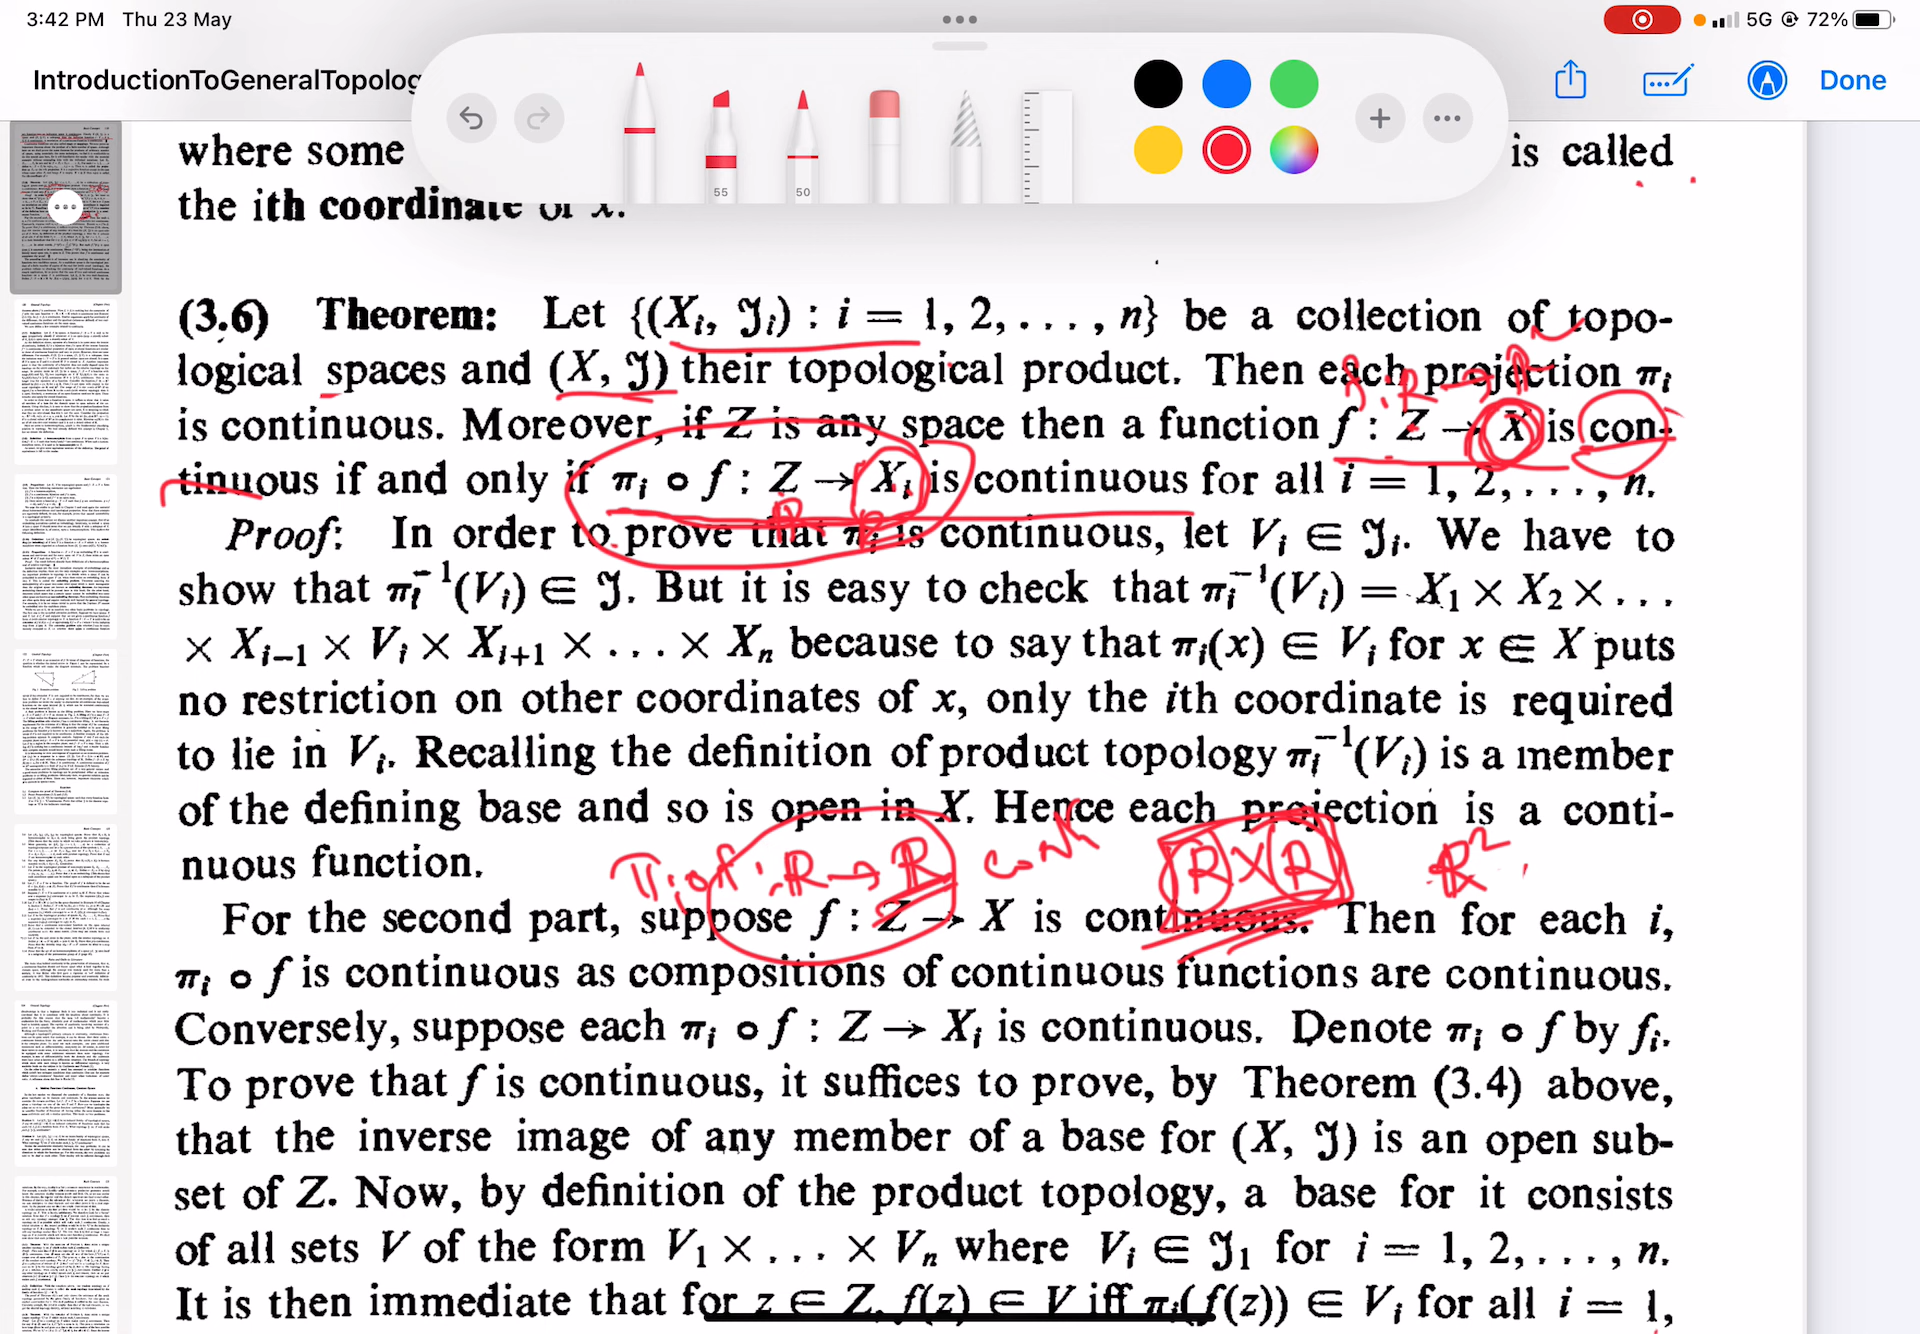 3:42 PM Thu 23 May
5G 72%
IntroductionToGeneralTopolog
Done
55 50
where some is called
the ith coordinate of x.
(3.6) Theorem: Let {(Xᵢ, 𝒥ᵢ) : i = 1, 2, . . . , n} be a collection of topo-
logical spaces and (X, 𝒥) their topological product. Then each projection πᵢ
is continuous. Moreover, if Z is any space then a function f : Z → X is con-
tinuous if and only if πᵢ ∘ f : Z → Xᵢ is continuous for all i = 1, 2, . . . , n.
Proof: In order to prove that πᵢ is continuous, let Vᵢ ∈ 𝒥ᵢ. We have to
show that πᵢ⁻¹(Vᵢ) ∈ 𝒥. But it is easy to check that πᵢ⁻¹(Vᵢ) = X₁ × X₂ × . . .
× Xᵢ₋₁ × Vᵢ × Xᵢ₊₁ × . . . × Xₙ because to say that πᵢ(x) ∈ Vᵢ for x ∈ X puts
no restriction on other coordinates of x, only the ith coordinate is required
to lie in Vᵢ. Recalling the definition of product topology πᵢ⁻¹(Vᵢ) is a member
of the defining base and so is open in X. Hence each projection is a conti-
nuous function.
πᵢ∘f : R → R cont R × R R²
For the second part, suppose f : Z → X is continuous. Then for each i,
πᵢ ∘ f is continuous as compositions of continuous functions are continuous.
Conversely, suppose each πᵢ ∘ f : Z → Xᵢ is continuous. Denote πᵢ ∘ f by fᵢ.
To prove that f is continuous, it suffices to prove, by Theorem (3.4) above,
that the inverse image of any member of a base for (X, 𝒥) is an open sub-
set of Z. Now, by definition of the product topology, a base for it consists
of all sets V of the form V₁ × . . . × Vₙ where Vᵢ ∈ 𝒥₁ for i = 1, 2, . . . , n.
It is then immediate that for z ∈ Z, f(z) ∈ V iff πᵢ(f(z)) ∈ Vᵢ for all i = 1,